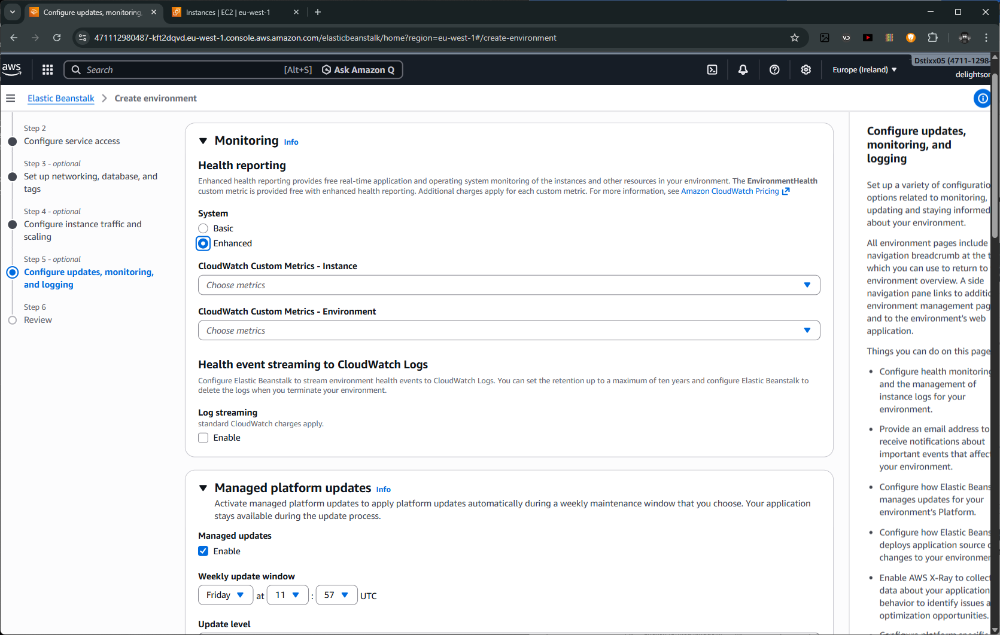 Configure updates, monitoring,
Instances | EC2 | eu-west-1
471112980487-kft2dqvd.eu-west-1.console.aws.amazon.com/elasticbeanstalk/home?region=eu-west-1#/create-environment
aws
Search
[Alt+S]
Ask Amazon Q
Europe (Ireland)
Dstixx05 (4711-1298-
delightsor
Elastic Beanstalk
Create environment
Step 2
Configure service access
Step 3 - optional
Set up networking, database, and
tags
Step 4 - optional
Configure instance traffic and
scaling
Step 5 - optional
Configure updates, monitoring,
and logging
Step 6
Review
Monitoring Info
Health reporting
Enhanced health reporting provides free real-time application and operating system monitoring of the instances and other resources in your environment. The EnvironmentHealth
custom metric is provided free with enhanced health reporting. Additional charges apply for each custom metric. For more information, see Amazon CloudWatch Pricing
System
Basic
Enhanced
CloudWatch Custom Metrics - Instance
Choose metrics
CloudWatch Custom Metrics - Environment
Choose metrics
Health event streaming to CloudWatch Logs
Configure Elastic Beanstalk to stream environment health events to CloudWatch Logs. You can set the retention up to a maximum of ten years and configure Elastic Beanstalk to
delete the logs when you terminate your environment.
Log streaming
standard CloudWatch charges apply.
Enable
Managed platform updates Info
Activate managed platform updates to apply platform updates automatically during a weekly maintenance window that you choose. Your application
stays available during the update process.
Managed updates
Enable
Weekly update window
Friday at 11 : 57 UTC
Update level
Configure updates,
monitoring, and
logging
Set up a variety of configuratio
options related to monitoring,
updating and staying informed
about your environment.
All environment pages include
navigation breadcrumb at the t
which you can use to return to
environment overview. A side
navigation pane links to additic
environment management pag
and to the environment's web
application.
Things you can do on this page
• Configure health monitoring
and the management of
instance logs for your
environment.
• Provide an email address to
receive notifications about
important events that affec
your environment.
• Configure how Elastic Beans
manages updates for your
environment's Platform.
• Configure how Elastic Beans
deploys application source c
changes to your environmer
• Enable AWS X-Ray to collec
data about your application
behavior to identify issues a
optimization opportunities.